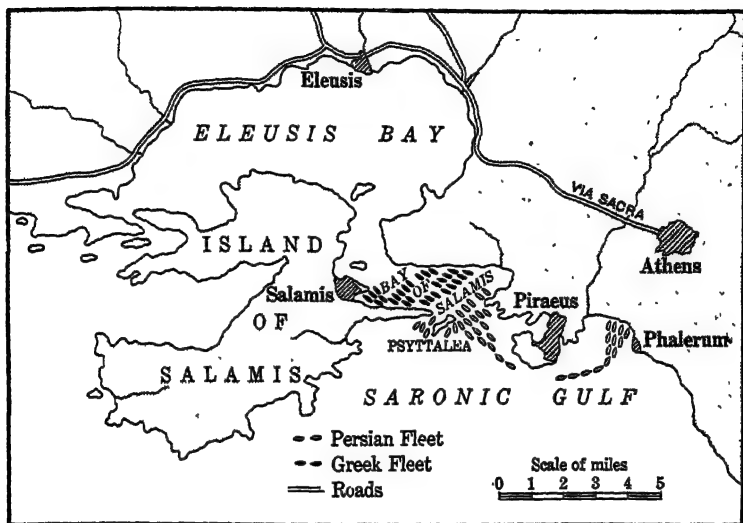 Eleusis
ELEUSIS BAY
VIA SACRA
ISLAND
Athens
BAY
OF
SALAMIS
Salamis
Piraeus
OF
PSYTTALEA
Phalerum
SALAMIS
SARONIC GULF
Persian Fleet
Greek Fleet
Roads
Scale of miles
0 1 2 3 4 5